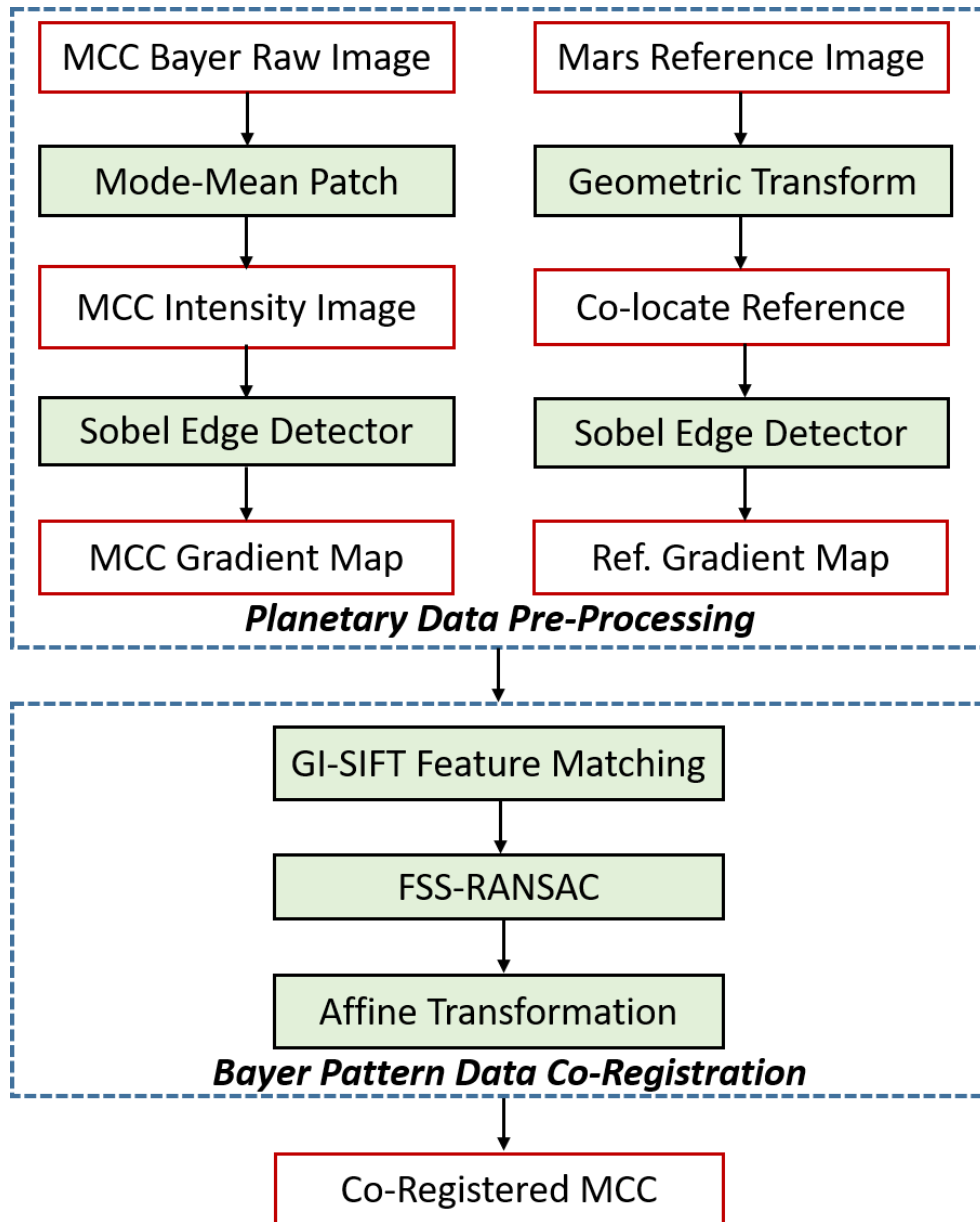 MCC Bayer Raw Image
Mode-Mean Patch
MCC Intensity Image
Sobel Edge Detector
MCC Gradient Map
Mars Reference Image
Geometric Transform
Co-locate Reference
Sobel Edge Detector
Ref. Gradient Map
Planetary Data Pre-Processing
GI-SIFT Feature Matching
FSS-RANSAC
Affine Transformation
Bayer Pattern Data Co-Registration
Co-Registered MCC